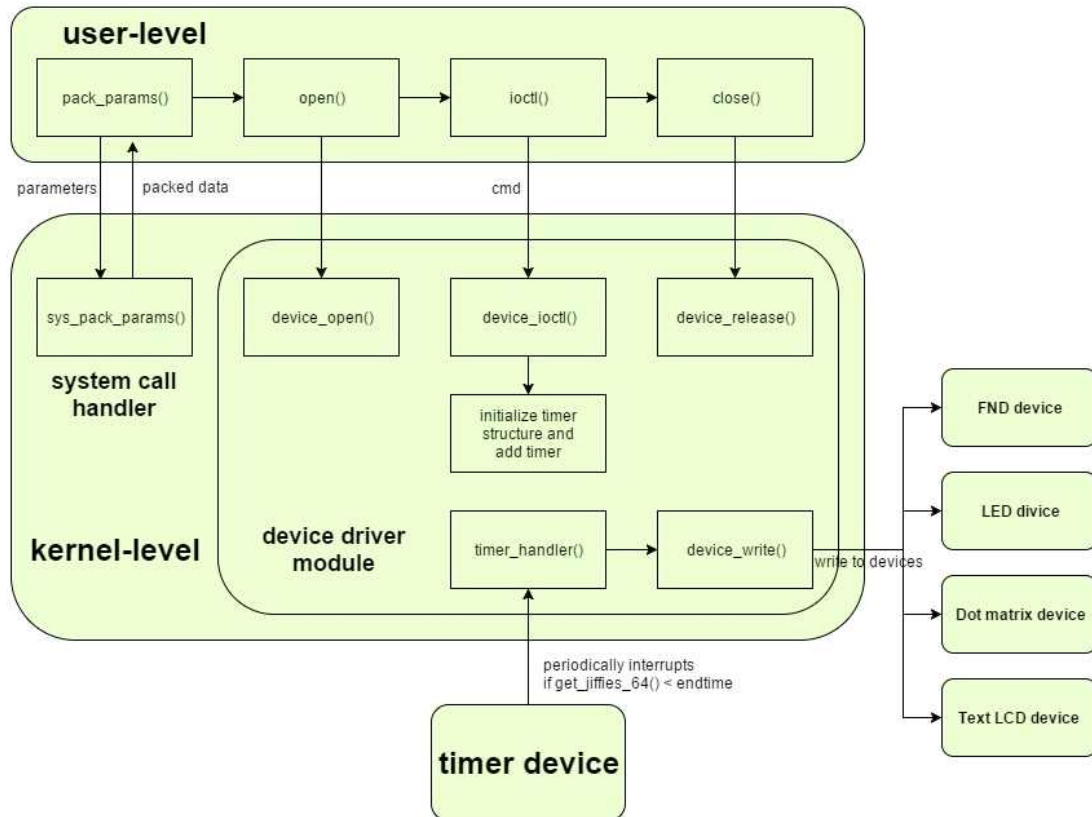 user-level
pack_params()
open()
ioctl()
close()
parameters
packed data
cmd
sys_pack_params()
device_open()
device_ioctl()
device_release()
system call
handler
initialize timer
structure and
add timer
kernel-level
device driver
module
timer_handler()
device_write()
write to devices
FND device
LED divice
Dot matrix device
Text LCD device
periodically interrupts
if get_jiffies_64() < endtime
timer device